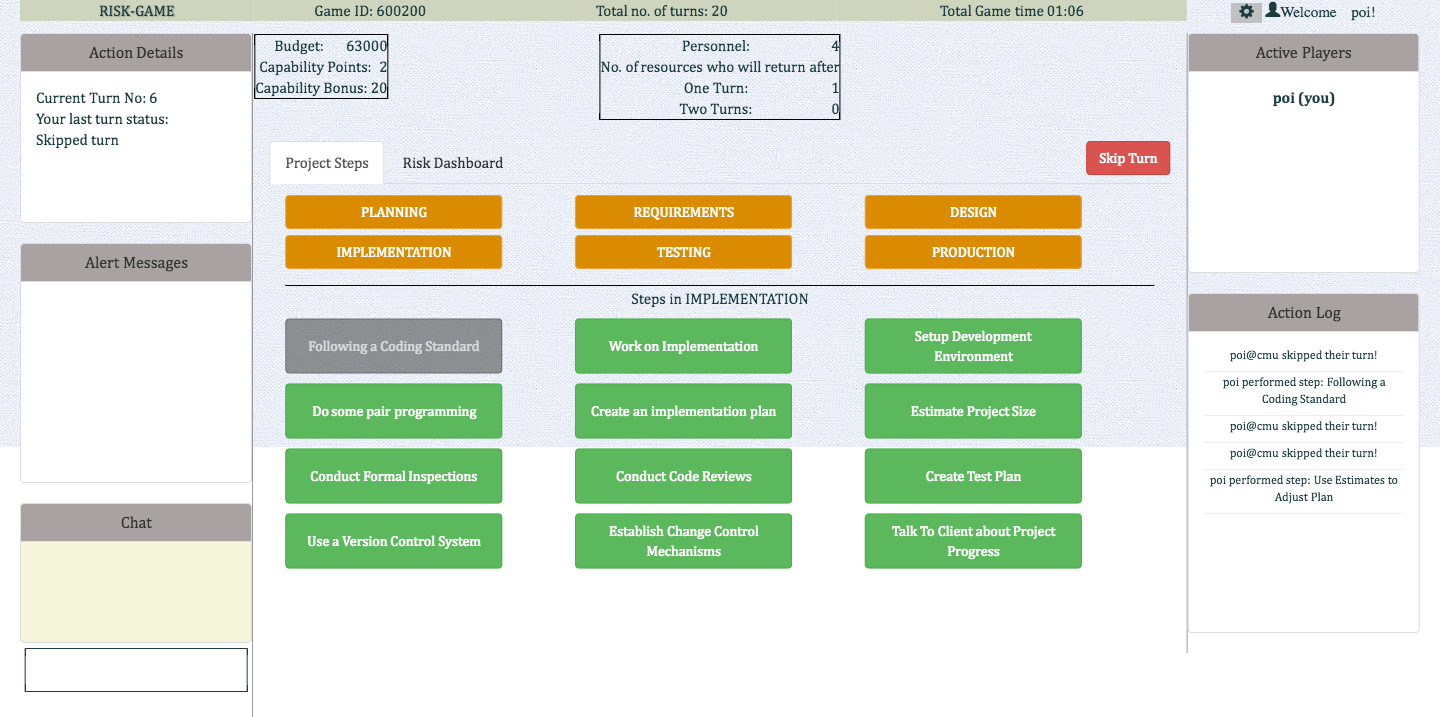 RISK-GAME Game ID: 600200 Total no. of turns: 20 Total Game time 01:06 Welcome poi!
Action Details
Current Turn No: 6
Your last turn status:
Skipped turn
Alert Messages
Chat
Budget: 63000
Capability Points: 2
Capability Bonus: 20
Personnel: 4
No. of resources who will return after
One Turn: 1
Two Turns: 0
Project Steps Risk Dashboard Skip Turn
PLANNING REQUIREMENTS DESIGN
IMPLEMENTATION TESTING PRODUCTION
Steps in IMPLEMENTATION
Following a Coding Standard
Work on Implementation
Setup Development
Environment
Do some pair programming
Create an implementation plan
Estimate Project Size
Conduct Formal Inspections
Conduct Code Reviews
Create Test Plan
Use a Version Control System
Establish Change Control
Mechanisms
Talk To Client about Project
Progress
Active Players
poi (you)
Action Log
poi@cmu skipped their turn!
poi performed step: Following a
Coding Standard
poi@cmu skipped their turn!
poi@cmu skipped their turn!
poi performed step: Use Estimates to
Adjust Plan